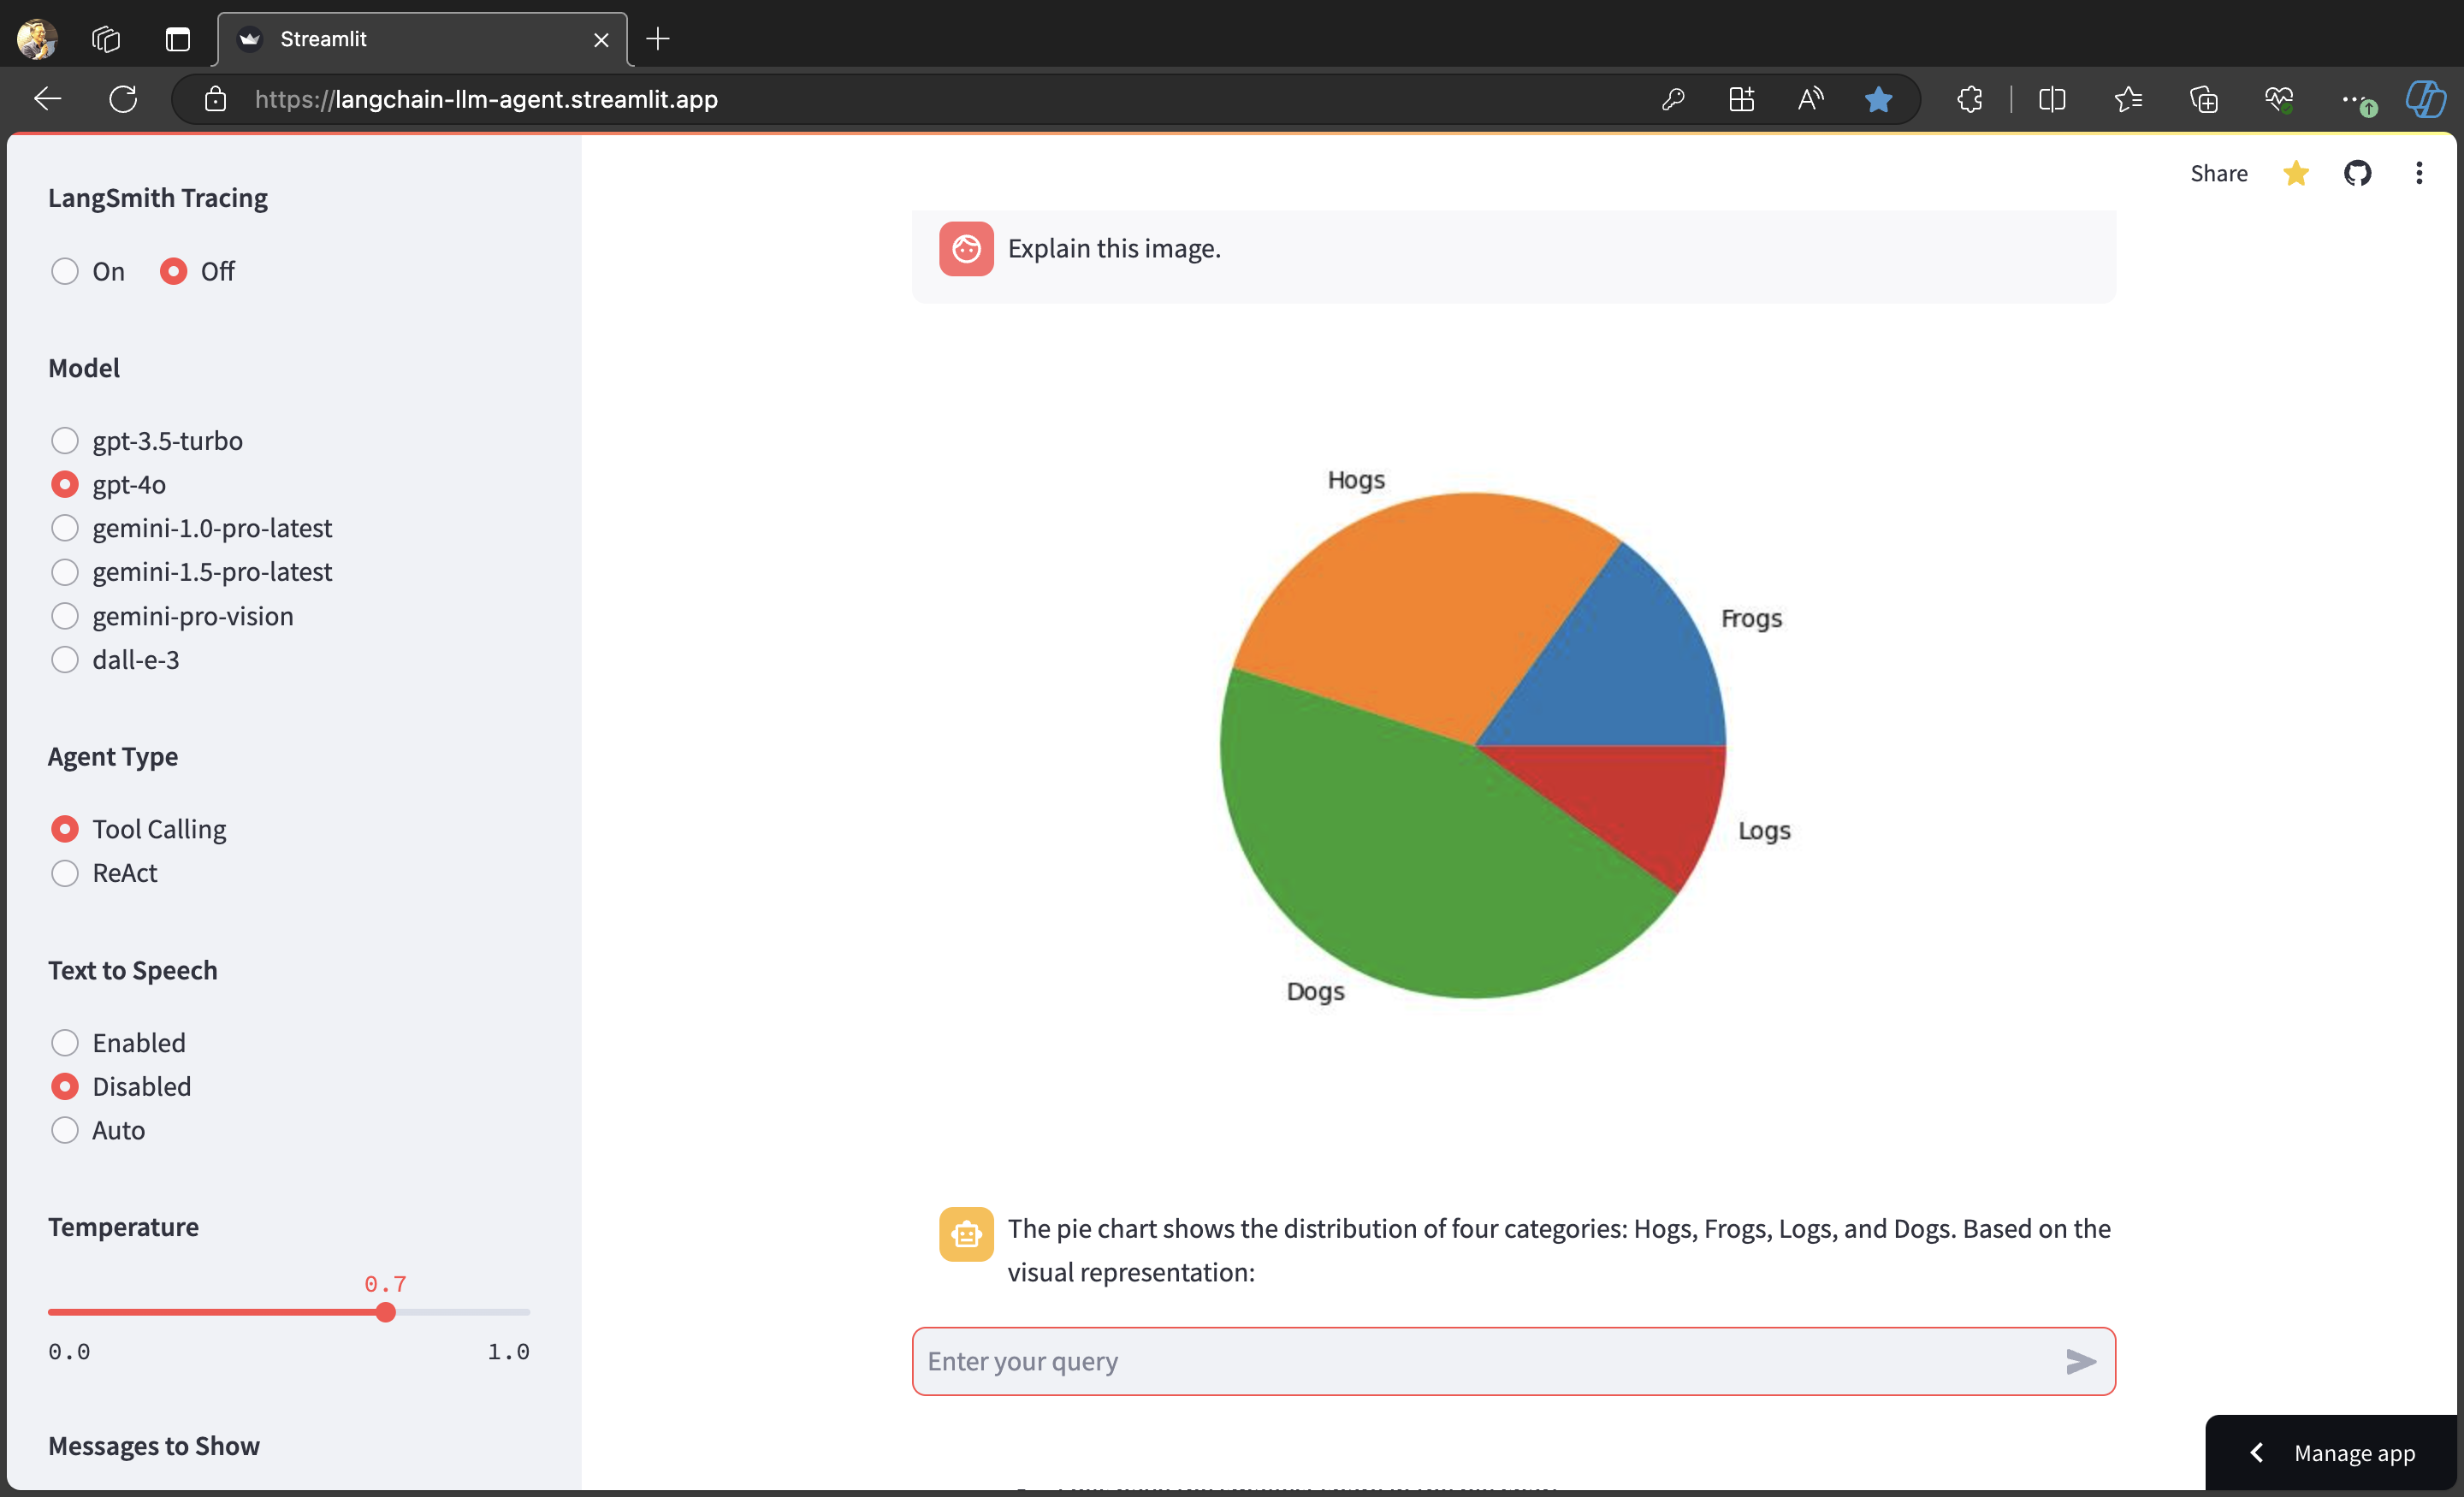 Streamlit
https://langchain-llm-agent.streamlit.app
Share
LangSmith Tracing
On
Off
Model
gpt-3.5-turbo
gpt-4o
gemini-1.0-pro-latest
gemini-1.5-pro-latest
gemini-pro-vision
dall-e-3
Agent Type
Tool Calling
ReAct
Text to Speech
Enabled
Disabled
Auto
Temperature
0.7
0.0
1.0
Messages to Show
Explain this image.
Hogs
Frogs
Logs
Dogs
The pie chart shows the distribution of four categories: Hogs, Frogs, Logs, and Dogs. Based on the
visual representation:
Enter your query
Manage app